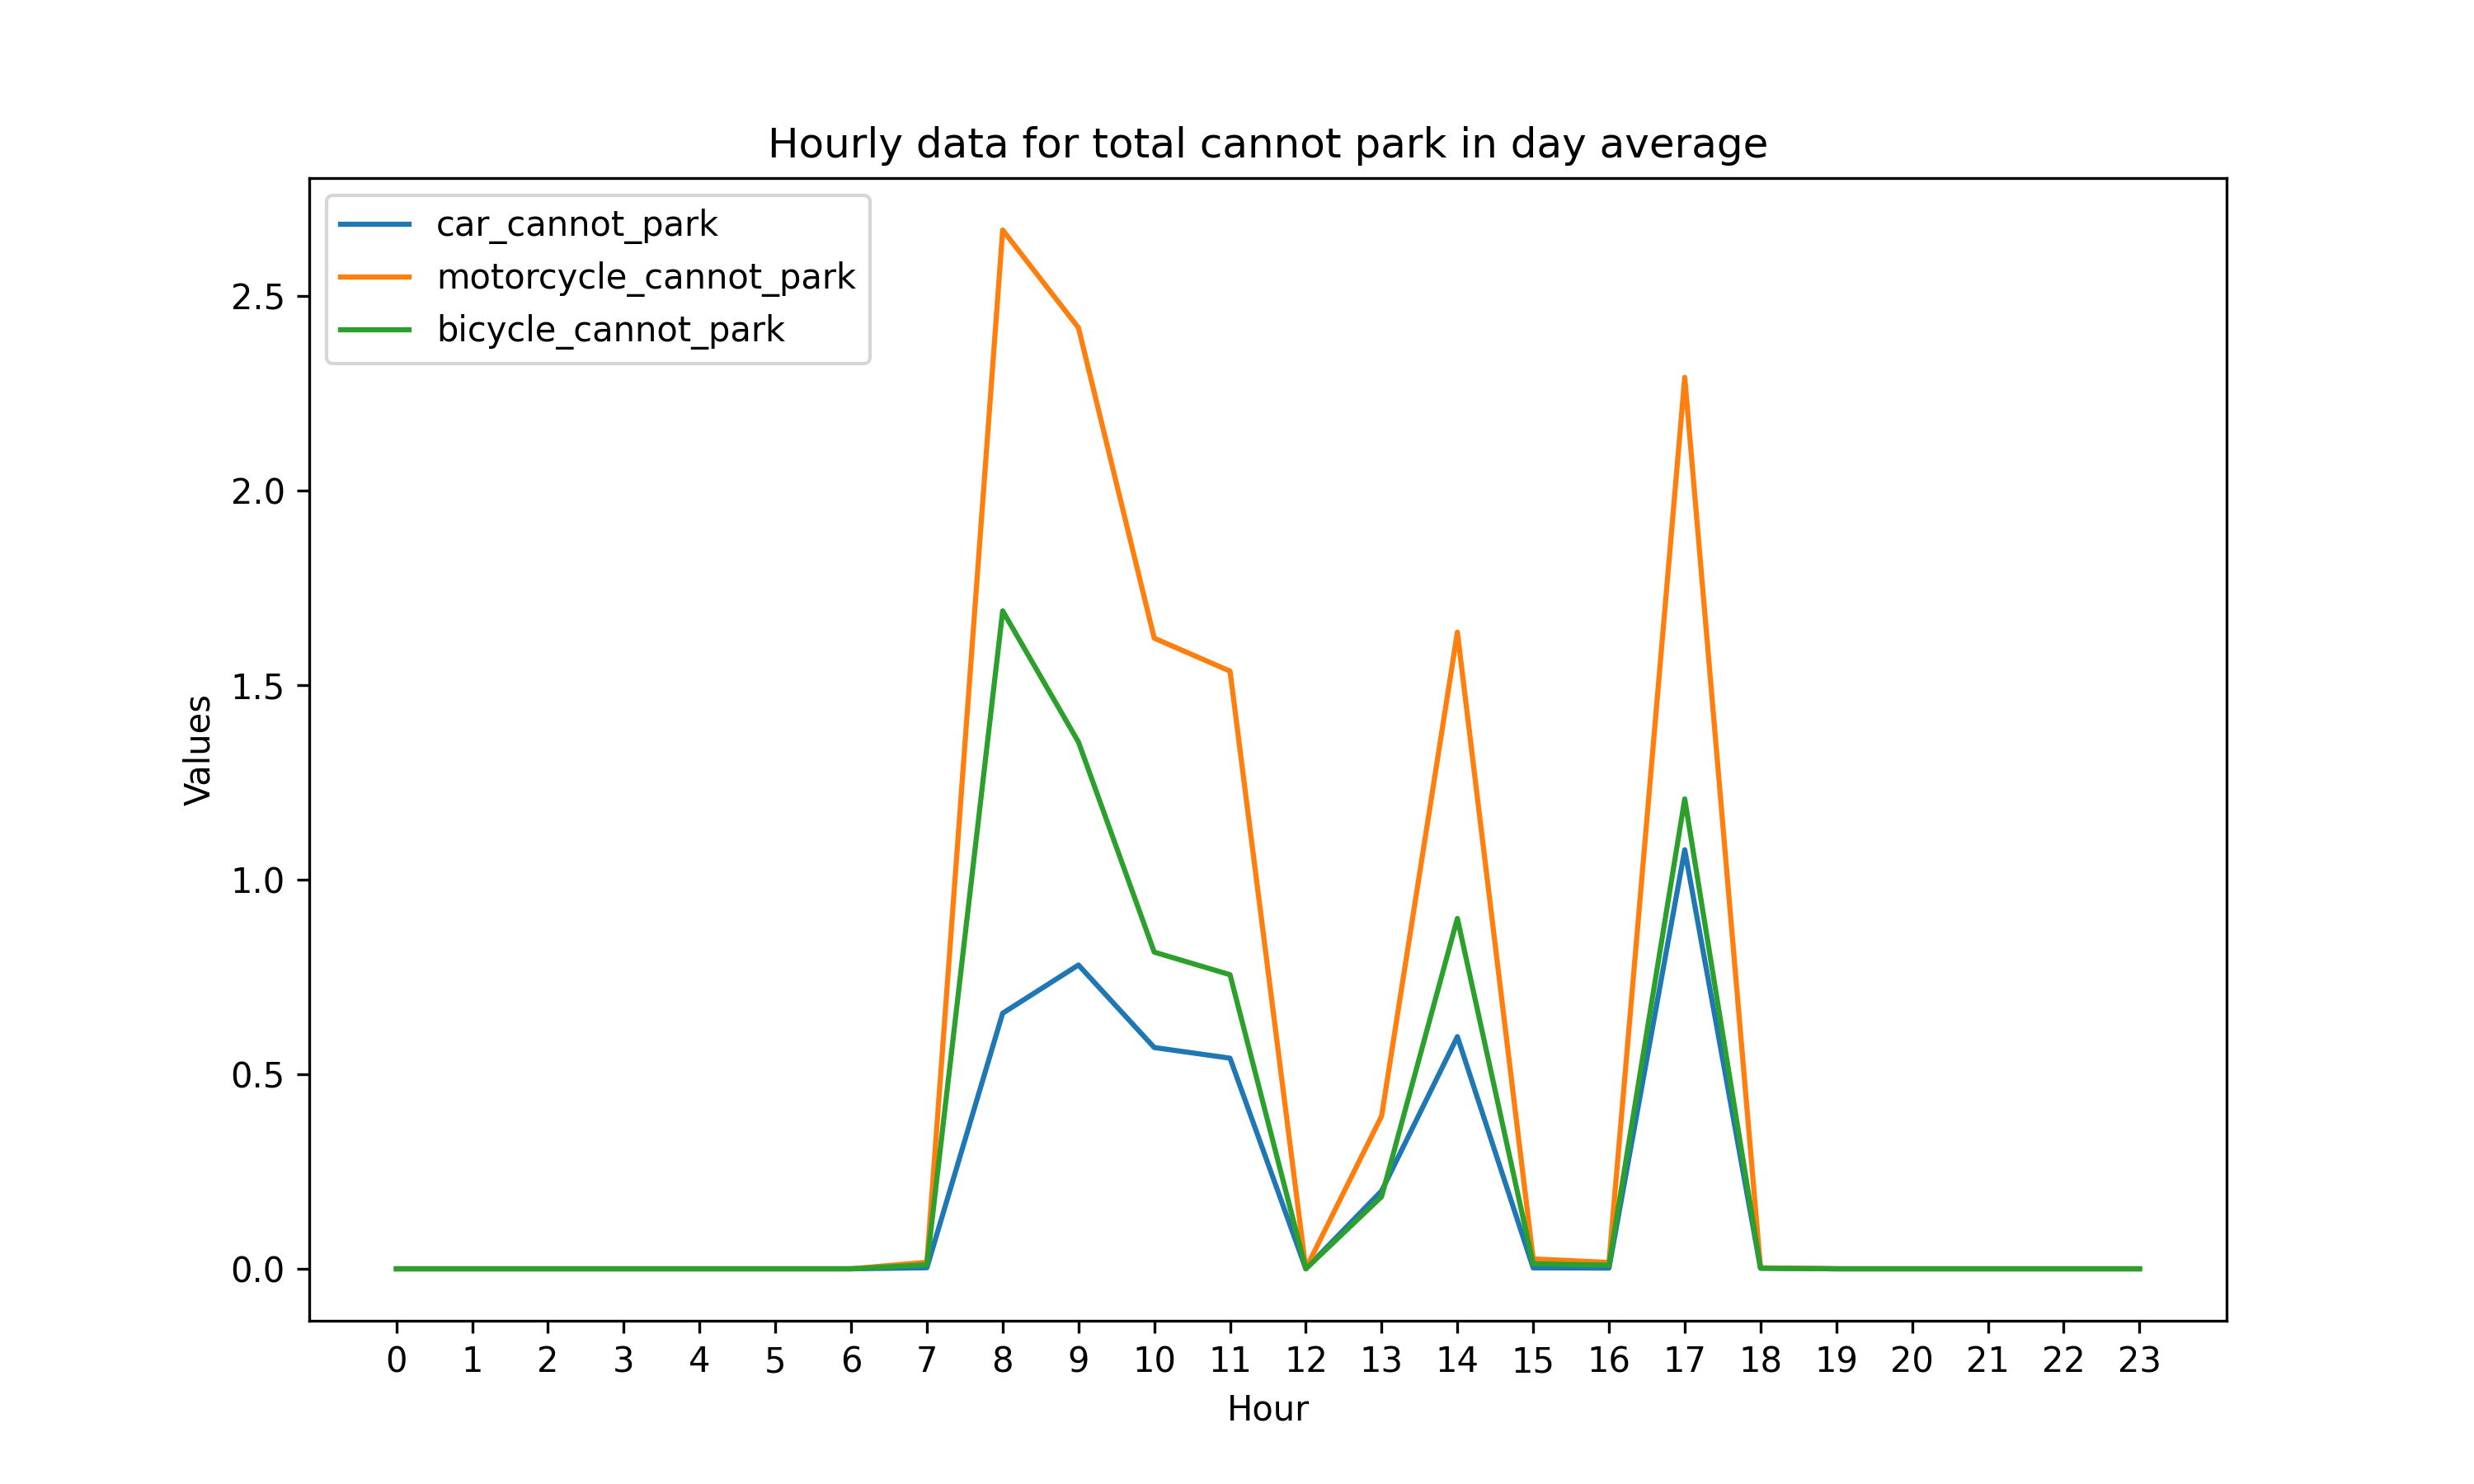 Hourly data for total cannot park in day average
car_cannot_park
motorcycle_cannot_park
bicycle_cannot_park
2.5
2.0
1.5
1.0
0.5
0.0
Values
0 1 2 3 4 5 6 7 8 9 10 11 12 13 14 15 16 17 18 19 20 21 22 23
Hour